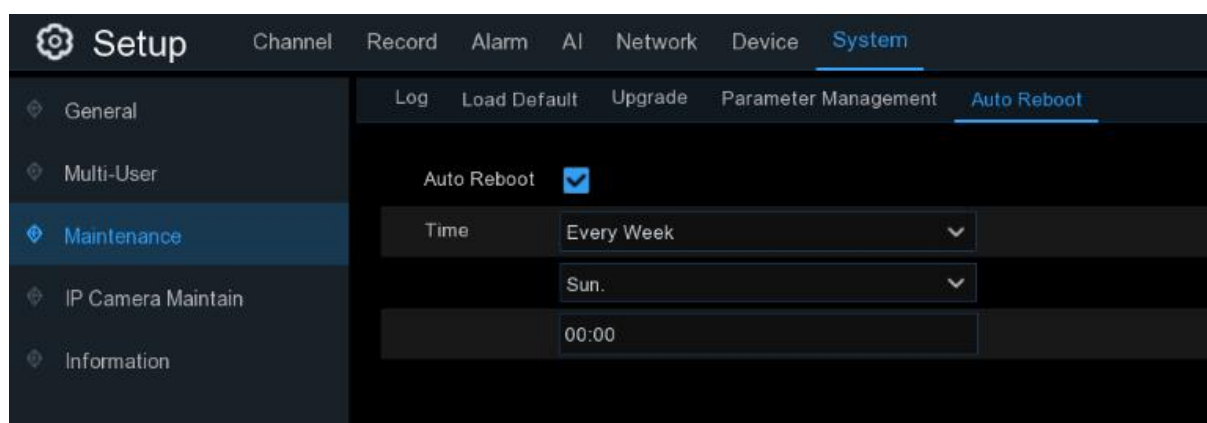 Setup Channel Record Alarm AI Network Device System
Log Load Default Upgrade Parameter Management Auto Reboot
General
Multi-User
Maintenance
IP Camera Maintain
Information
Auto Reboot
Time Every Week
Sun.
00:00